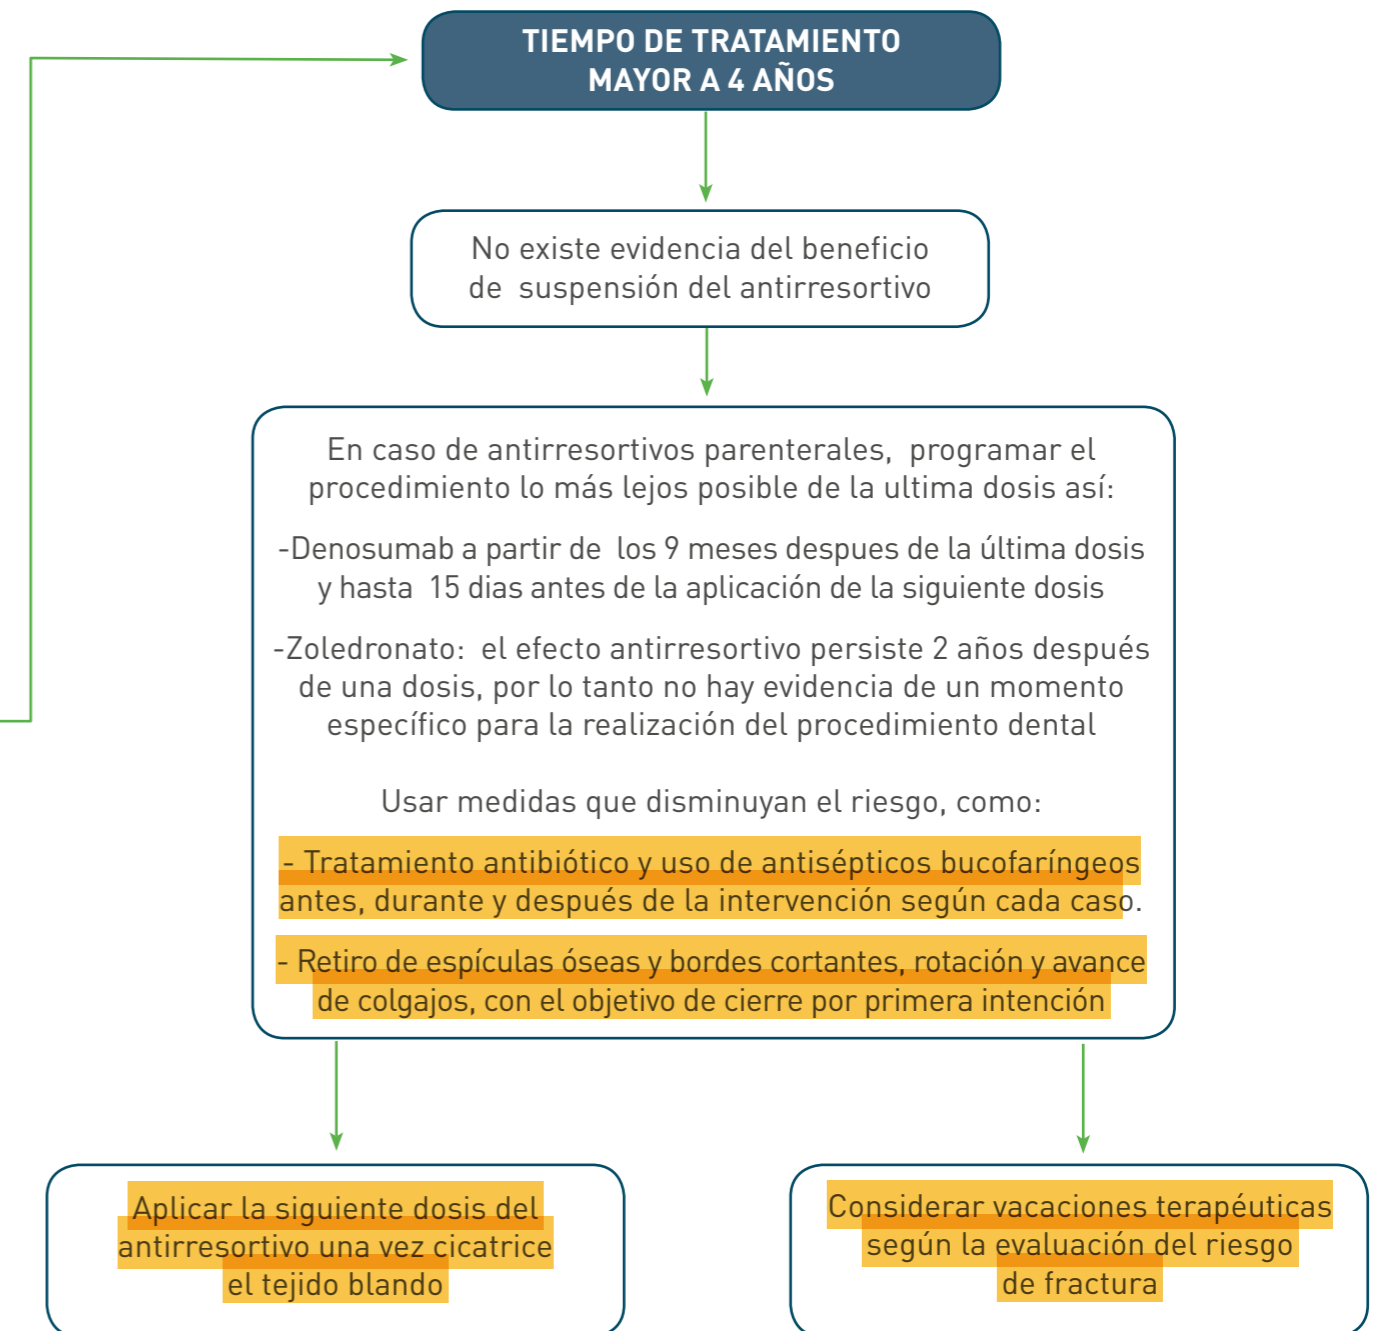 TIEMPO DE TRATAMIENTO
MAYOR A 4 AÑOS
No existe evidencia del beneficio
de suspensión del antirresortivo
En caso de antirresortivos parenterales, programar el
procedimiento lo más lejos posible de la ultima dosis así:
-Denosumab a partir de los 9 meses despues de la última dosis
y hasta 15 dias antes de la aplicación de la siguiente dosis
-Zoledronato: el efecto antirresortivo persiste 2 años después
de una dosis, por lo tanto no hay evidencia de un momento
específico para la realización del procedimiento dental
Usar medidas que disminuyan el riesgo, como:
- Tratamiento antibiótico y uso de antisépticos bucofaríngeos
antes, durante y después de la intervención según cada caso.
- Retiro de espículas óseas y bordes cortantes, rotación y avance
de colgajos, con el objetivo de cierre por primera intención
Aplicar la siguiente dosis del
antirresortivo una vez cicatrice
el tejido blando
Considerar vacaciones terapéuticas
según la evaluación del riesgo
de fractura